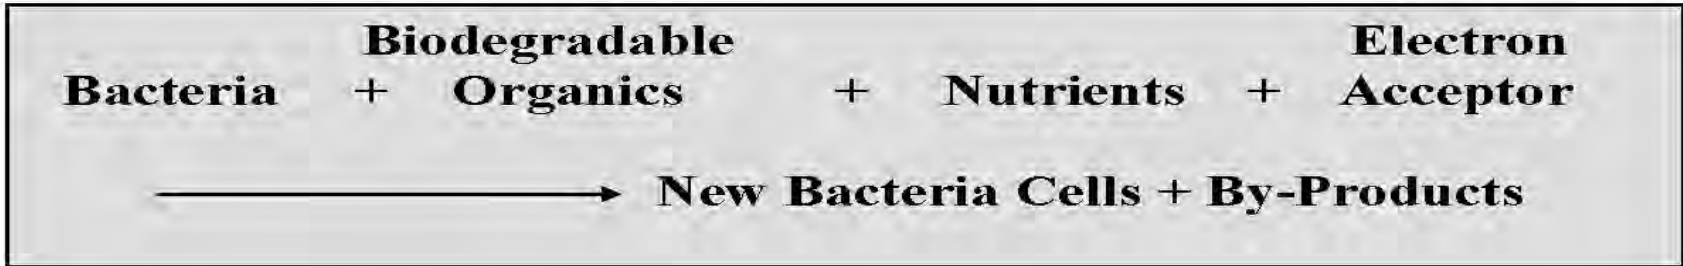 Biodegradable Electron
Bacteria + Organics + Nutrients + Acceptor
New Bacteria Cells + By-Products